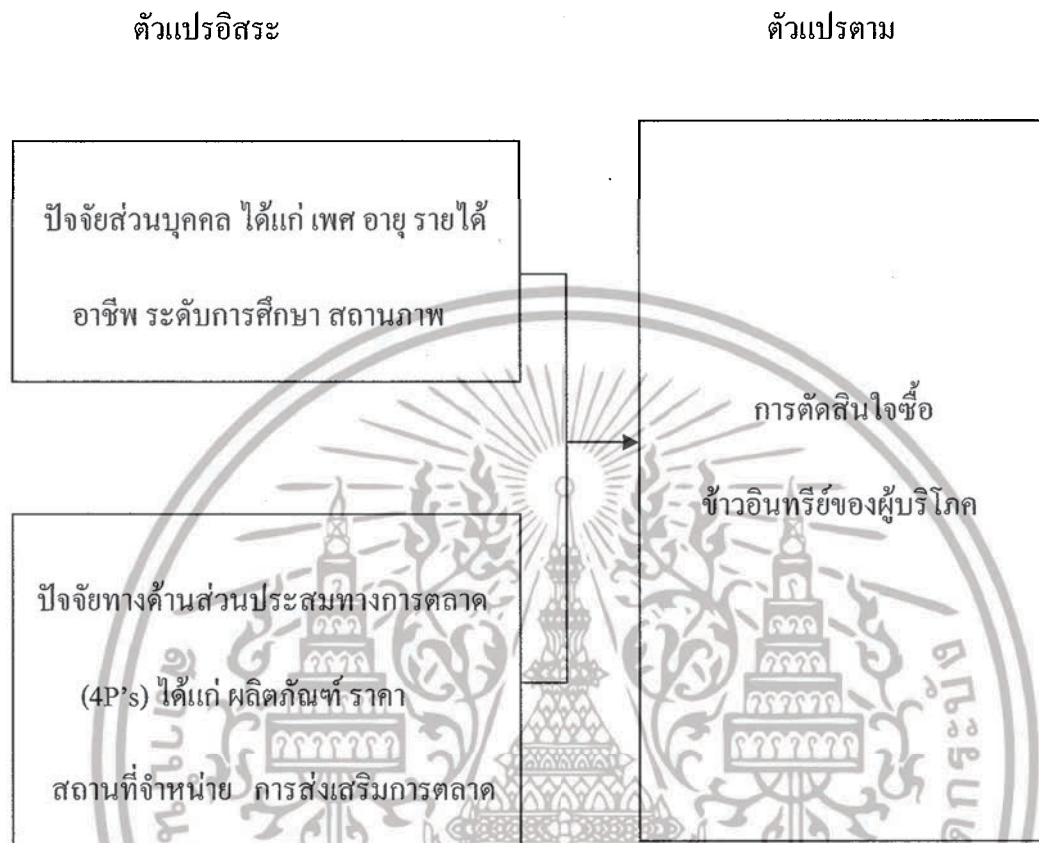 ตัวแปรอิสระ
ตัวแปรตาม
ปัจจัยส่วนบุคคล ได้แก่ เพศ อายุ รายได้
อาชีพ ระดับการศึกษา สถานภาพ
การตัดสินใจซื้อ
ข้าวอินทรีย์ของผู้บริโภค
ปัจจัยทางด้านส่วนประสมทางการตลาด
(4P's) ได้แก่ ผลิตภัณฑ์ ราคา
สถานที่จำหน่าย การส่งเสริมการตลาด